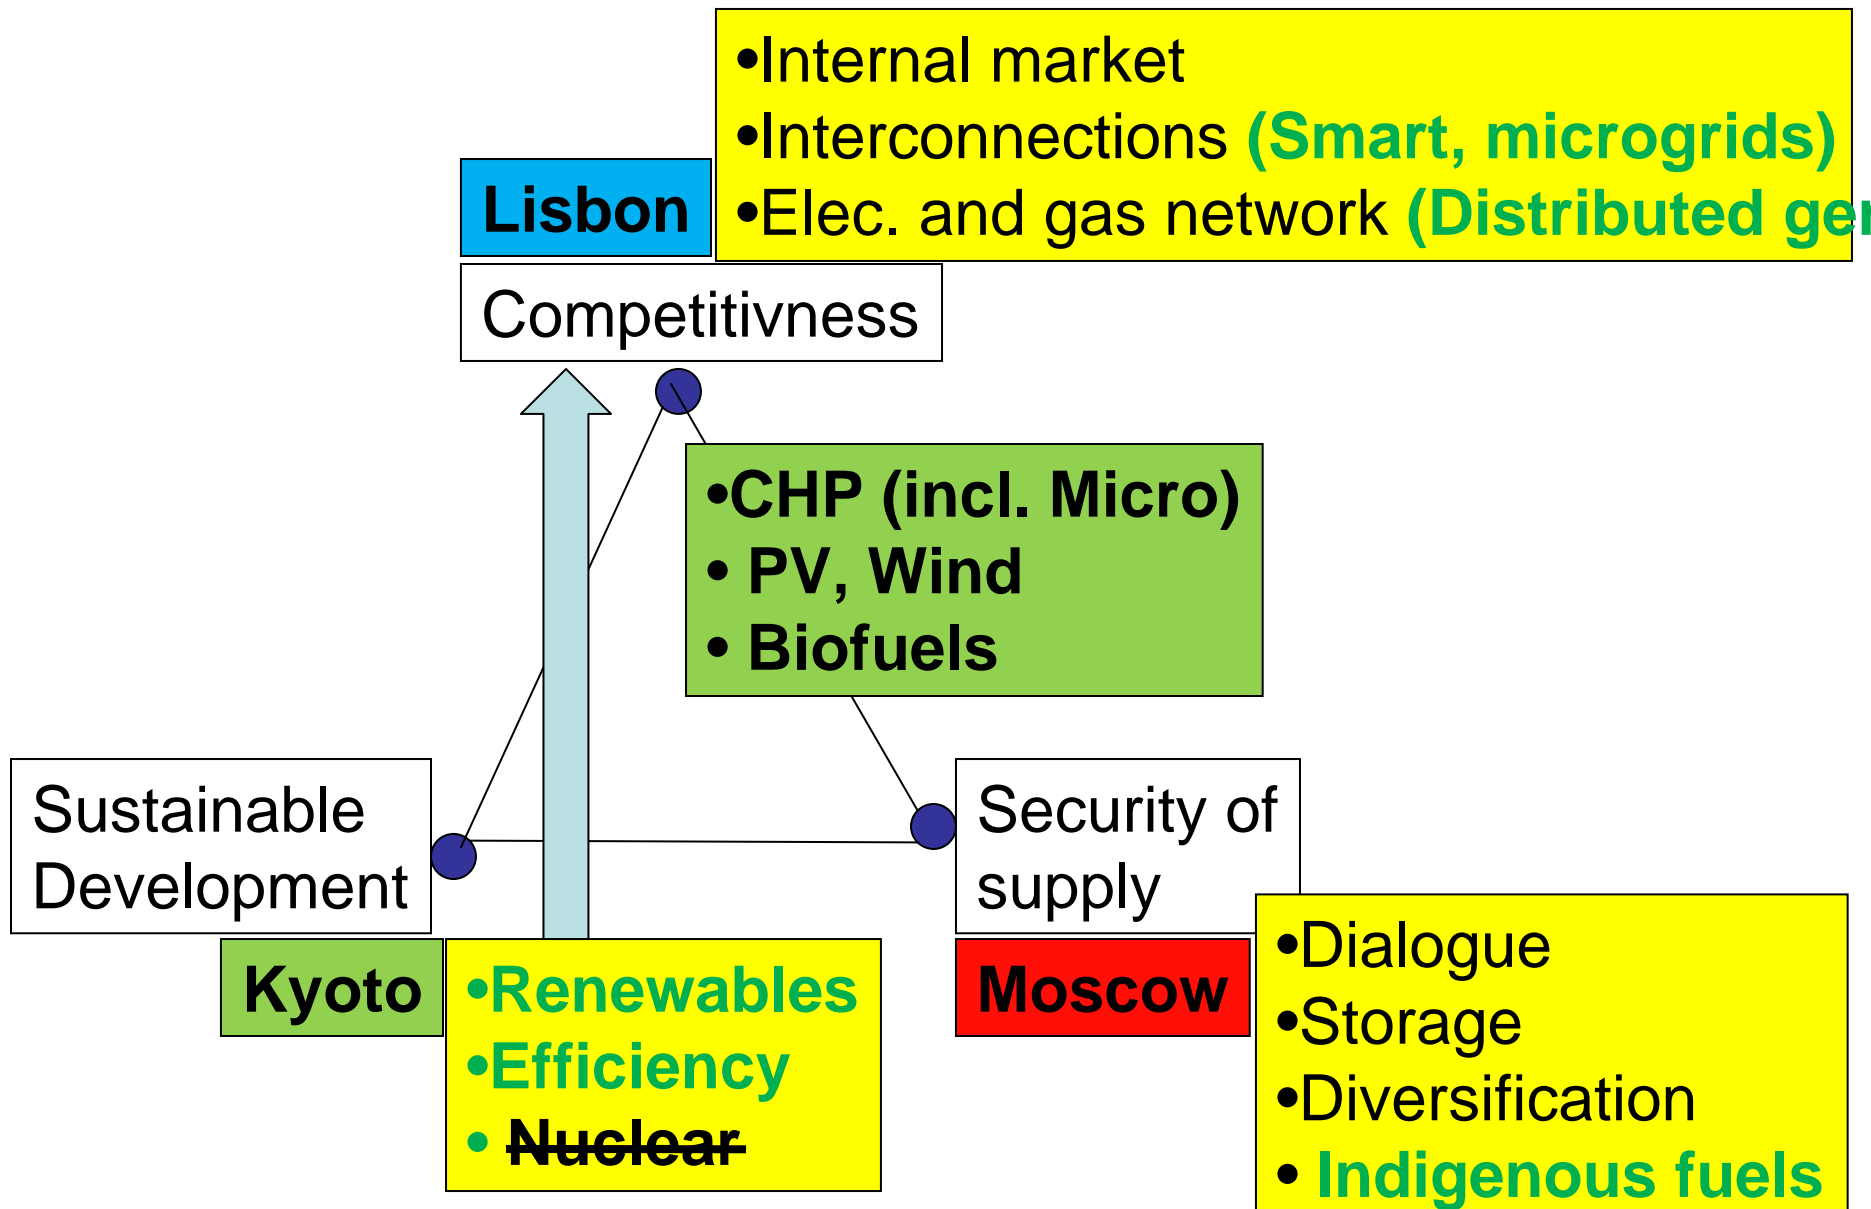 •Internal market
•Interconnections (Smart, microgrids)
•Elec. and gas network (Distributed
Lisbon
Competitivness
•CHP (incl. Micro)
• PV, Wind
• Biofuels
Sustainable
Development
Security of
supply
Kyoto
•Renewables
•Efficiency
• Nuclear
Moscow
•Dialogue
•Storage
•Diversification
• Indigenous fuels